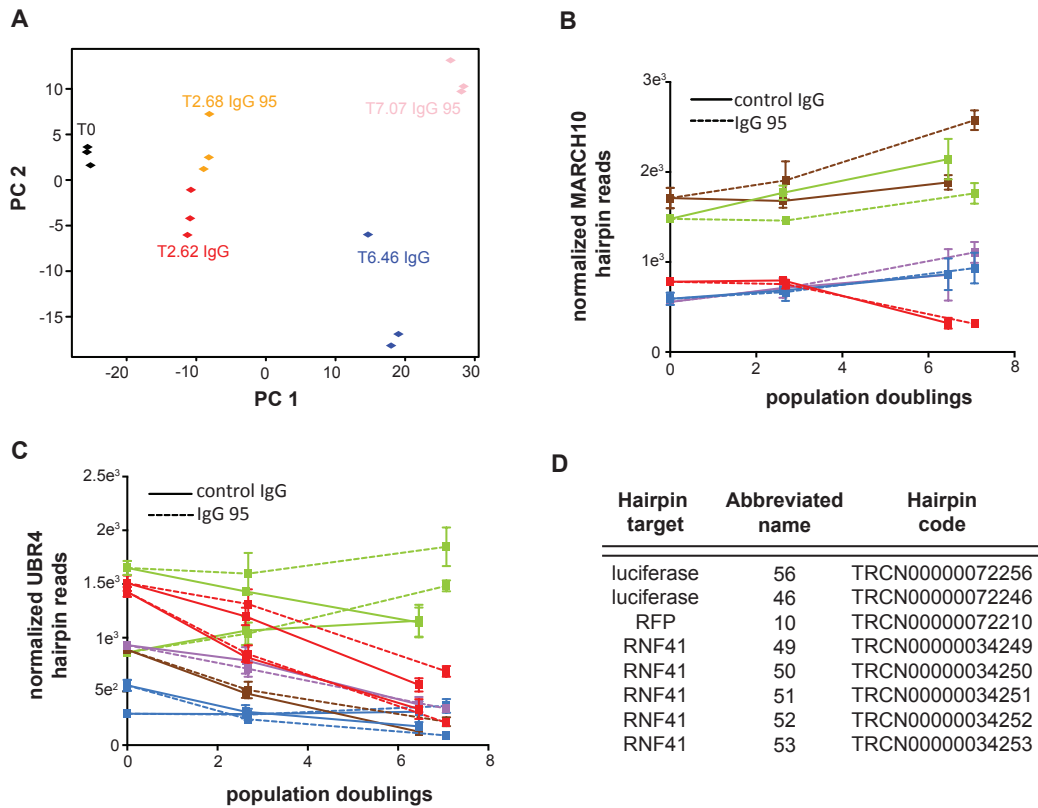 A
T2.68 IgG 95
T7.07 IgG 95
T0
T2.62 IgG
T6.46 IgG
PC 2
10
5
0
-5
-10
-15
-20
-10
0
10
20
30
PC 1
B
control IgG
IgG 95
normalized MARCH10
hairpin reads
3e³
2e³
1e³
0
0
2
4
6
8
population doublings
C
control IgG
IgG 95
normalized UBR4
hairpin reads
2.5e³
2e³
1.5e³
1e³
5e²
0
0
2
4
6
8
population doublings
D
Hairpin target Abbreviated name Hairpin code
luciferase 56 TRCN00000072256
luciferase 46 TRCN00000072246
RFP 10 TRCN00000072210
RNF41 49 TRCN00000034249
RNF41 50 TRCN00000034250
RNF41 51 TRCN00000034251
RNF41 52 TRCN00000034252
RNF41 53 TRCN00000034253